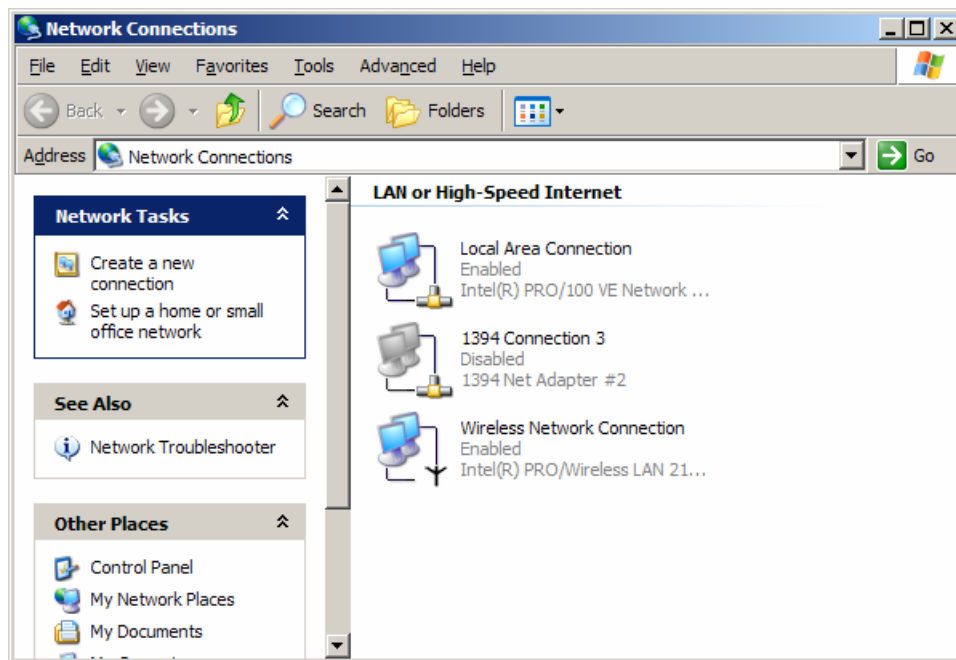 Network Connections
File Edit View Favorites Tools Advanced Help
Back Search Folders
Address Network Connections Go
Network Tasks
Create a new
connection
Set up a home or small
office network
See Also
Network Troubleshooter
Other Places
Control Panel
My Network Places
My Documents
LAN or High-Speed Internet
Local Area Connection
Enabled
Intel(R) PRO/100 VE Network ...
1394 Connection 3
Disabled
1394 Net Adapter #2
Wireless Network Connection
Enabled
Intel(R) PRO/Wireless LAN 21...